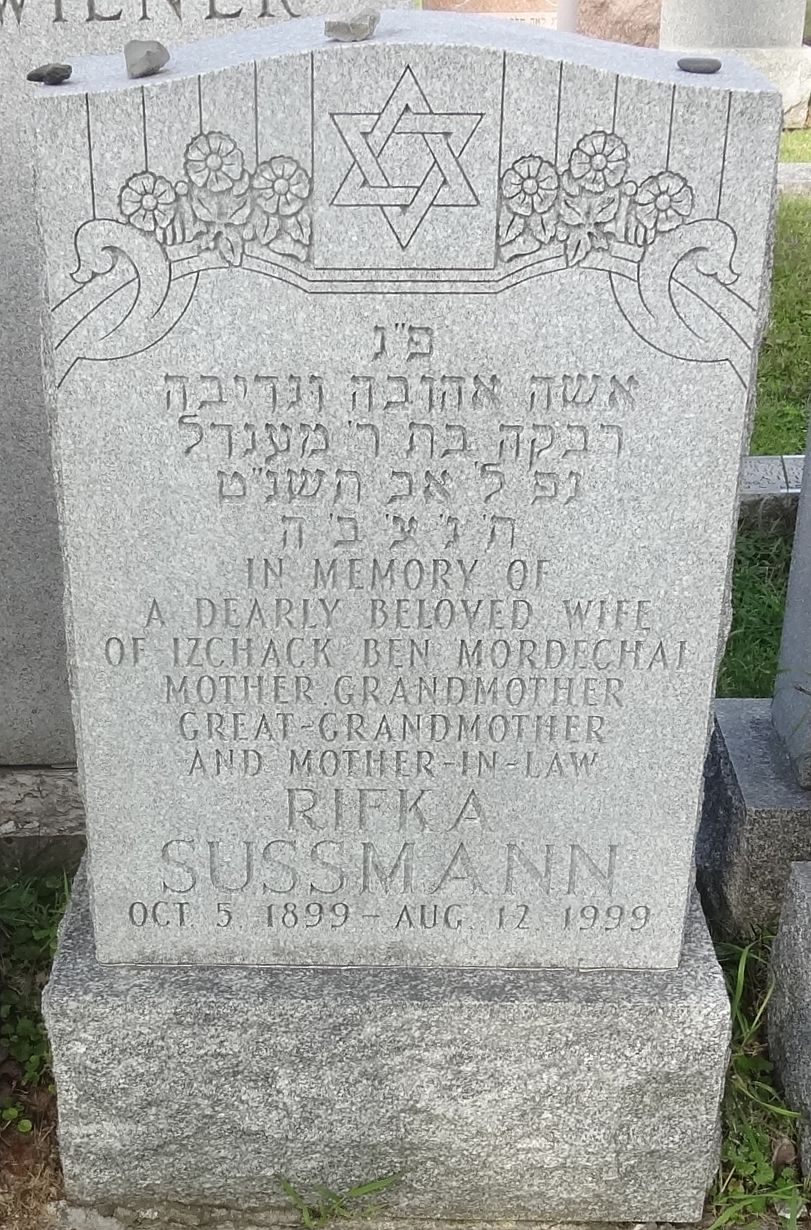 WIENER
פ"נ
אשה אהובה ונדיבה
רבקה בת ר' מענדל
נפ' ל' אב תשנ"ט
ת' נ' צ' ב' ה
IN MEMORY OF
A DEARLY BELOVED WIFE
OF IZCHACK BEN MORDECHAI
MOTHER, GRANDMOTHER
GREAT-GRANDMOTHER
AND MOTHER-IN-LAW
RIFKA
SUSSMANN
OCT. 5, 1899 - AUG. 12, 1999